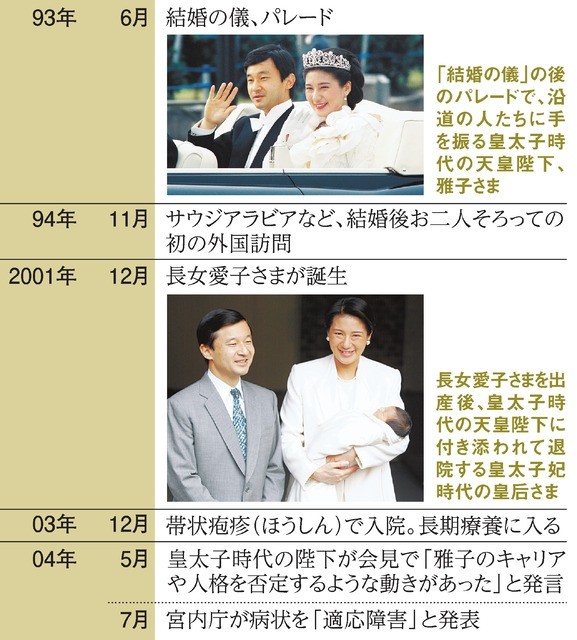 93年 6月 結婚の儀、パレード
「結婚の儀」の後
のパレードで、沿
道の人たちに手
を振る皇太子時
代の天皇陛下、
雅子さま
94年 11月 サウジアラビアなど、結婚後お二人そろっての
初の外国訪問
2001年 12月 長女愛子さまが誕生
長女愛子さまを出
産後、皇太子時
代の天皇陛下に
付き添われて退
院する皇太子妃
時代の皇后さま
03年 12月 帯状疱疹(ほうしん)で入院。長期療養に入る
04年 5月 皇太子時代の陛下が会見で「雅子のキャリア
や人格を否定するような動きがあった」と発言
7月 宮内庁が病状を「適応障害」と発表